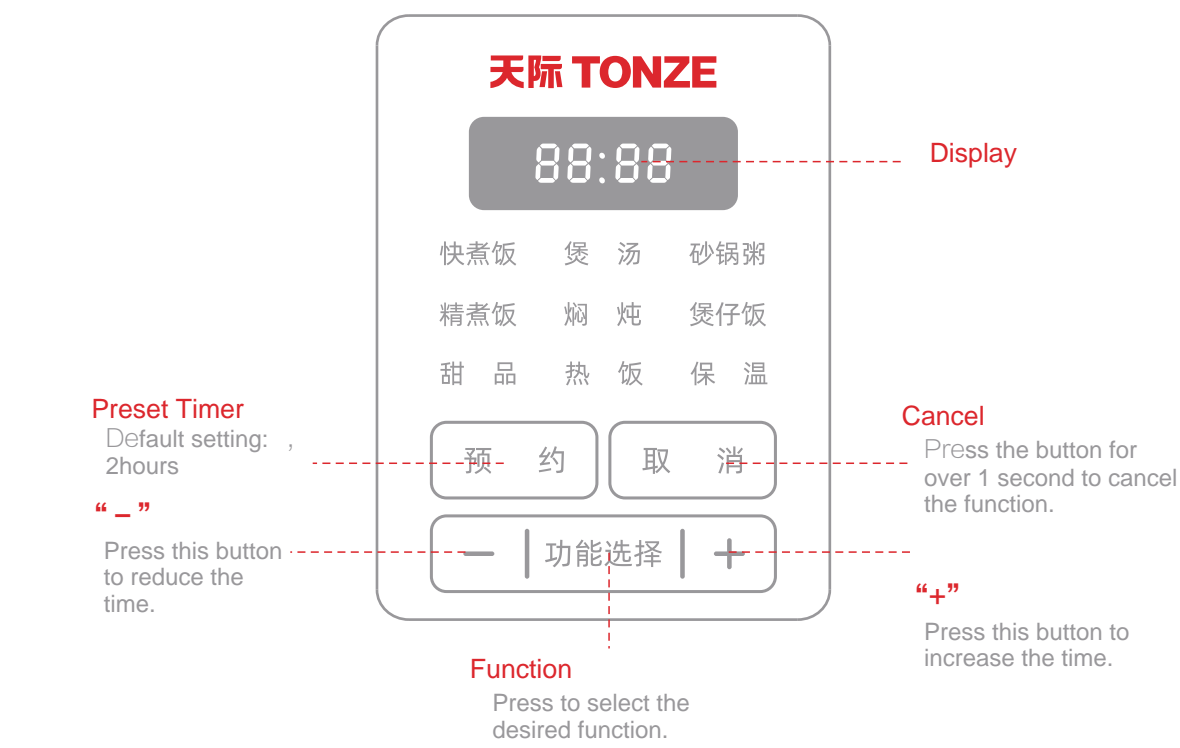 天际 TONZE
88:88
Display
快煮饭 煲 汤 砂锅粥
精煮饭 焖 炖 煲仔饭
甜 品 热 饭 保 温
Preset Timer
Default setting: ,
2hours
预 约
取 消
Cancel
Press the button for
over 1 second to cancel
the function.
“ – ”
Press this button
to reduce the
time.
— 功能选择 +
“+”
Press this button to
increase the time.
Function
Press to select the
desired function.